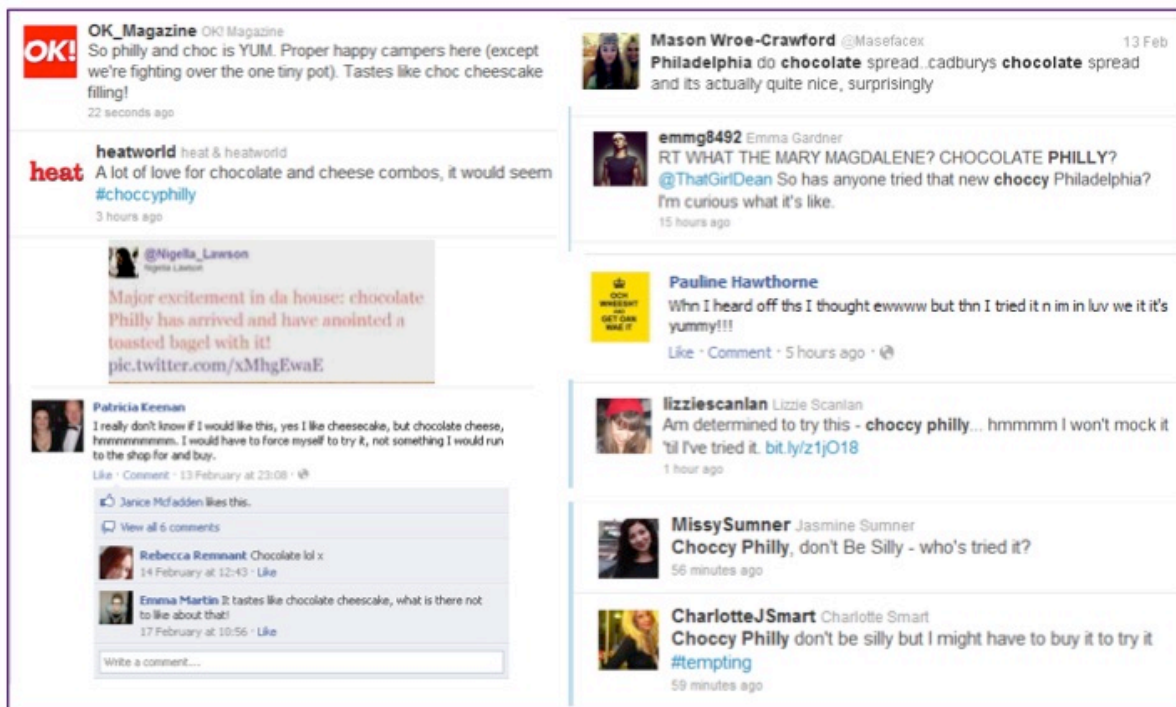 OK!
OK_Magazine OK! Magazine
So philly and choc is YUM. Proper happy campers here (except
we're fighting over the one tiny pot). Tastes like choc cheescake
filling!
22 seconds ago
heat
heatworld heat & heatworld
A lot of love for chocolate and cheese combos, it would seem
#choccyphilly
3 hours ago
@Nigella_Lawson
Nigella Lawson
Major excitement in da house: chocolate
Philly has arrived and have anointed a
toasted bagel with it!
pic.twitter.com/xMhgEwaE
Patricia Keenan
I really don't know if I would like this, yes I like cheesecake, but chocolate cheese,
hmmmmmmmmm. I would have to force myself to try it, not something I would run
to the shop for and buy.
Like · Comment · 13 February at 23:08 ·
Janice Mcfadden likes this.
View all 6 comments
Rebecca Remnant Chocolate lol x
14 February at 12:43 · Like
Emma Martin It tastes like chocolate cheescake, what is there not
to like about that!
17 February at 10:56 · Like
Write a comment....
Mason Wroe-Crawford @Masefacex 13 Feb
Philadelphia do chocolate spread..cadburys chocolate spread
and its actually quite nice, surprisingly
emmg8492 Emma Gardner
RT WHAT THE MARY MAGDALENE? CHOCOLATE PHILLY?
@ThatGirlDean So has anyone tried that new choccy Philadelphia?
I'm curious what it's like.
15 hours ago
OCH
WHEESHT
AND
GET OAN
WAE IT
Pauline Hawthorne
Whn I heard off ths I thought ewwww but thn I tried it n im in luv we it it's
yummy!!!
Like · Comment · 5 hours ago ·
lizziescanlan Lizzie Scanlan
Am determined to try this - choccy philly... hmmmm I won't mock it
'til I've tried it. bit.ly/z1jO18
1 hour ago
MissySumner Jasmine Sumner
Choccy Philly, don't Be Silly - who's tried it?
56 minutes ago
CharlotteJSmart Charlotte Smart
Choccy Philly don't be silly but I might have to buy it to try it
#tempting
59 minutes ago